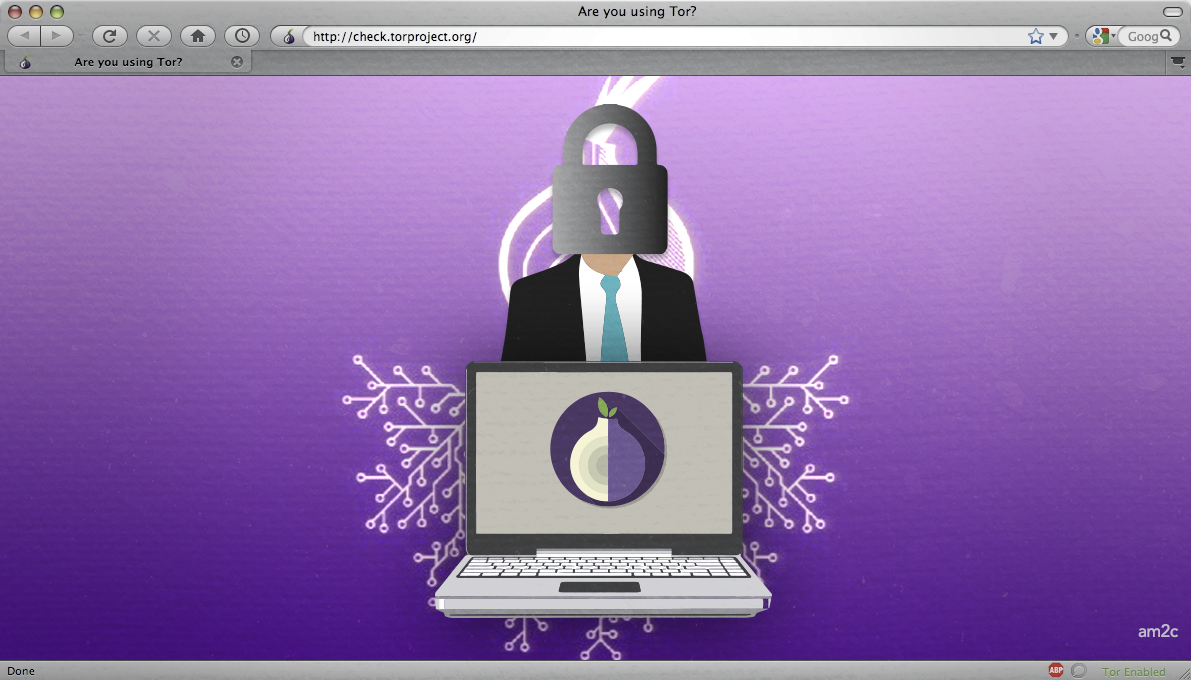 Are you using Tor?
http://check.torproject.org/
Goog
Are you using Tor?
am2c
Done
ABP
Tor Enabled